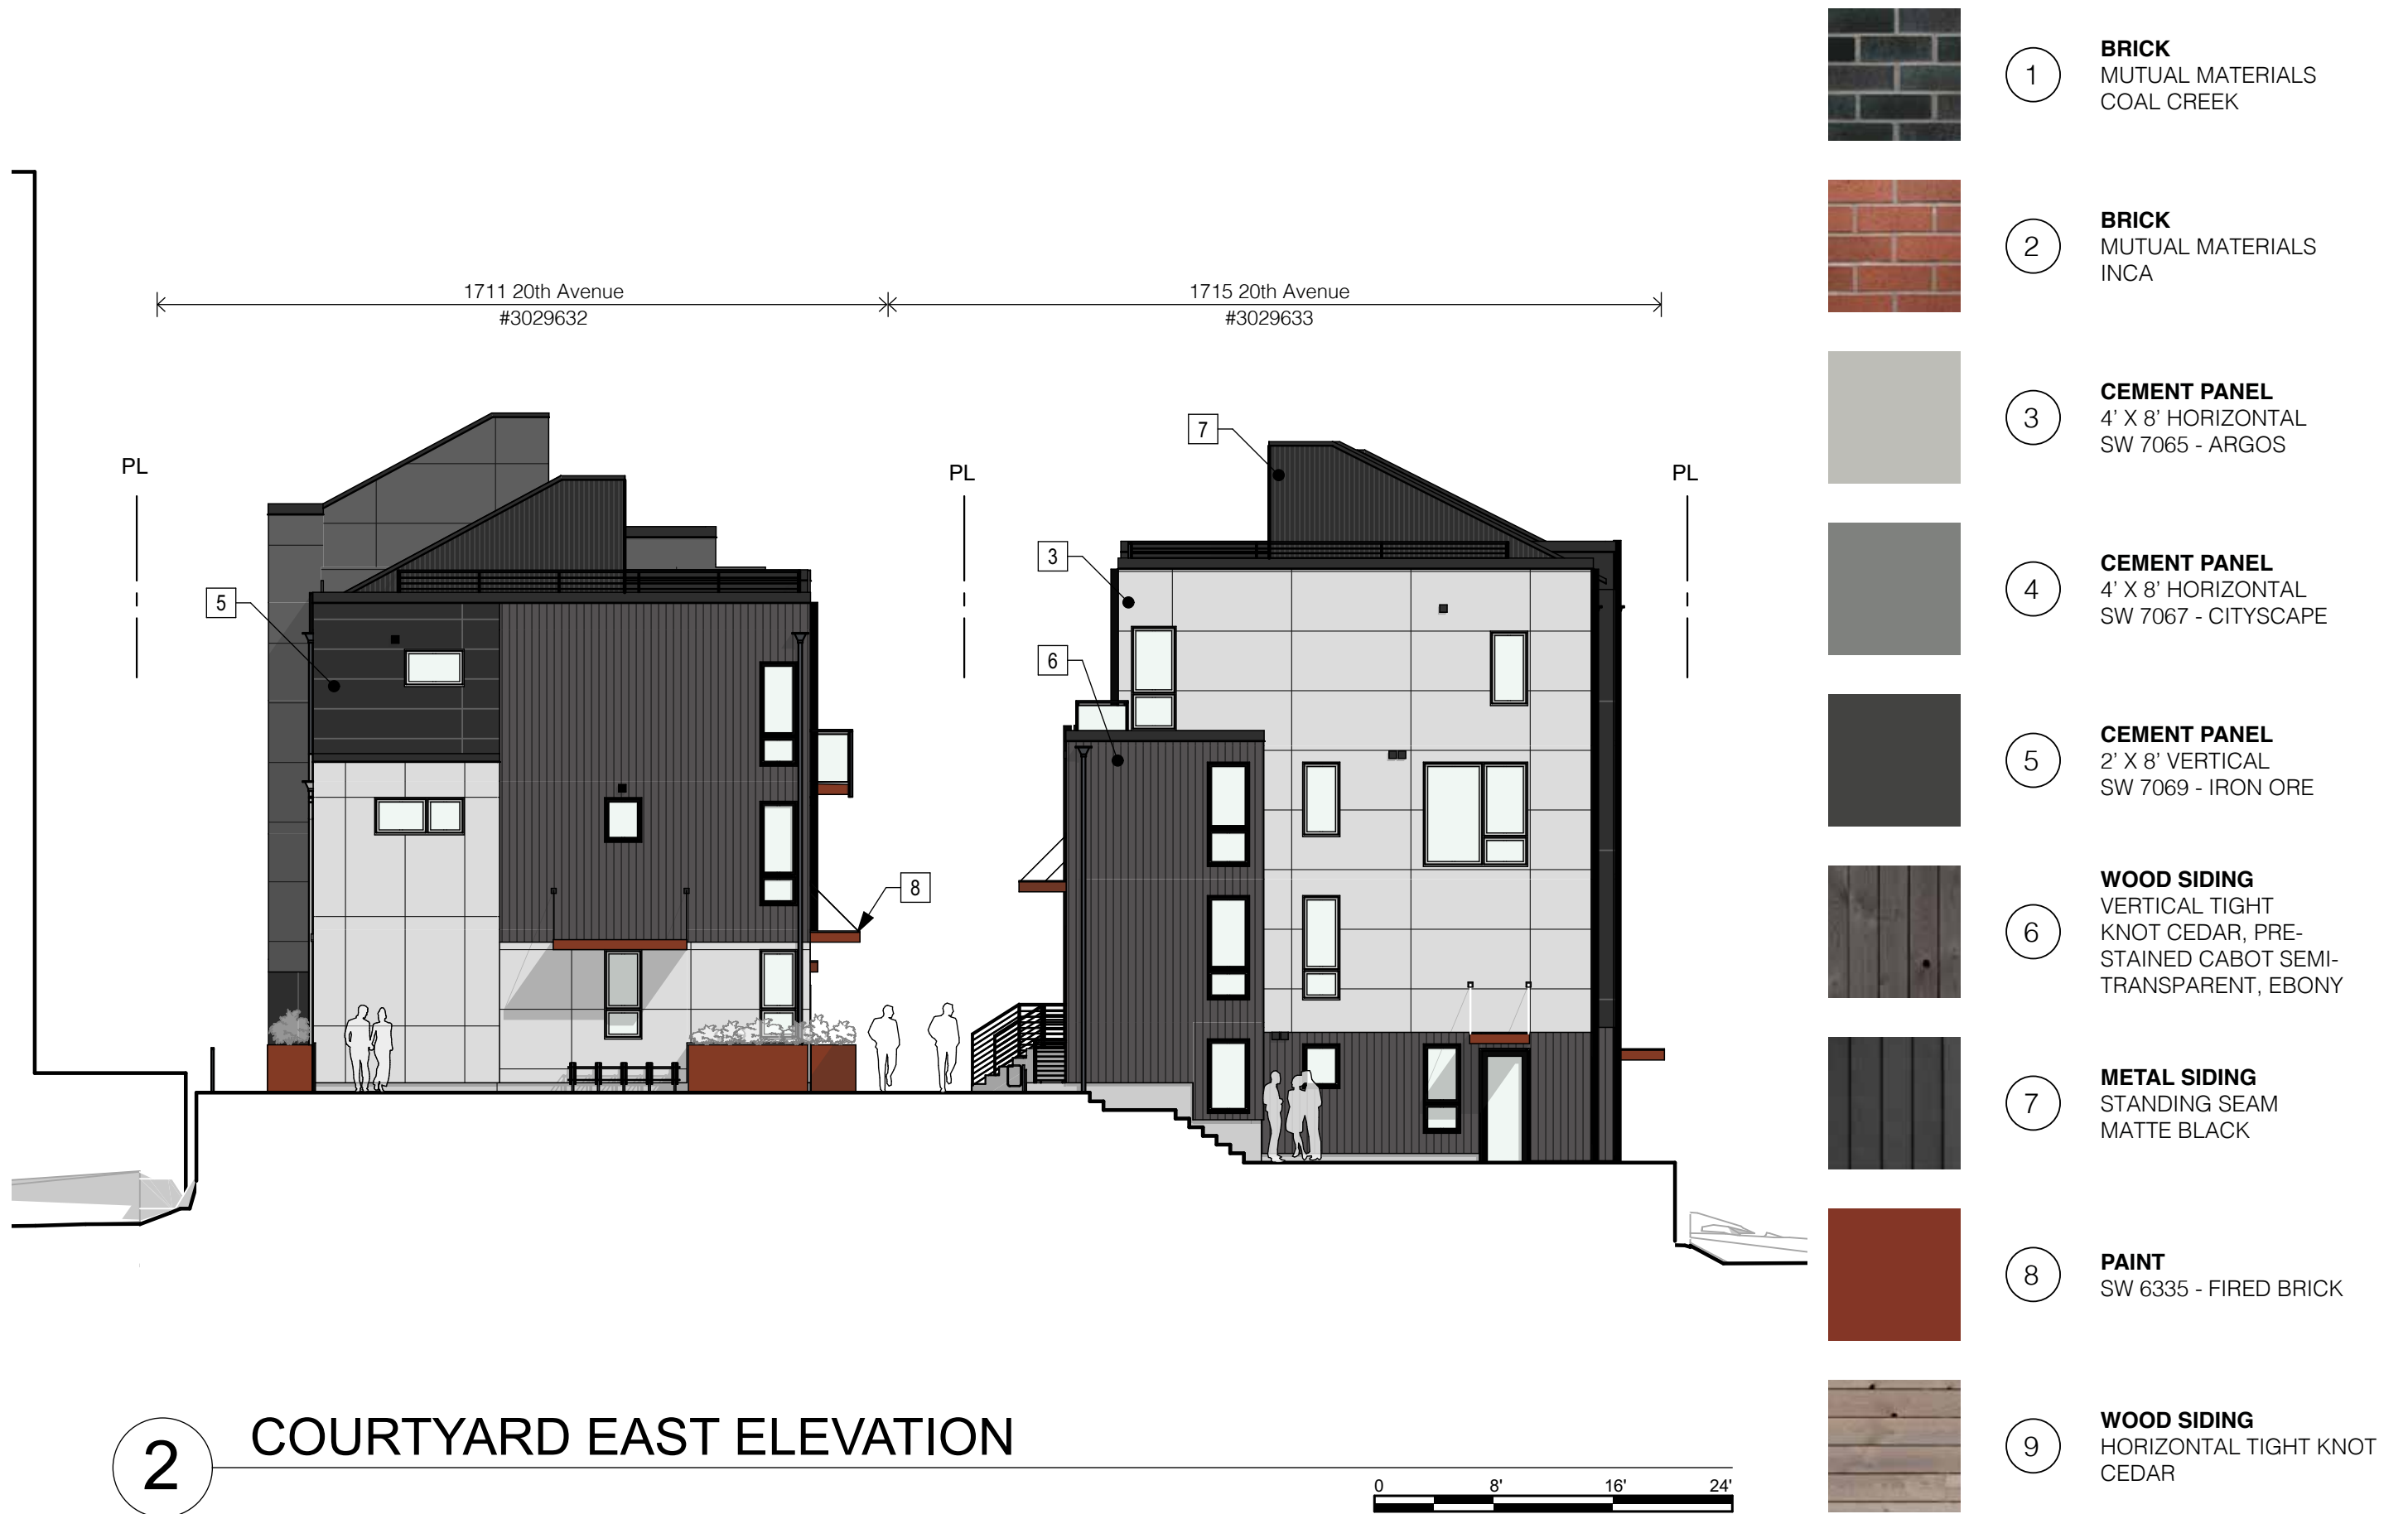 1711 20th Avenue
#3029632
1715 20th Avenue
#3029633
PL
PL
PL
7
3
5
6
8
1
BRICK
MUTUAL MATERIALS
COAL CREEK
2
BRICK
MUTUAL MATERIALS
INCA
3
CEMENT PANEL
4' X 8' HORIZONTAL
SW 7065 - ARGOS
4
CEMENT PANEL
4' X 8' HORIZONTAL
SW 7067 - CITYSCAPE
5
CEMENT PANEL
2' X 8' VERTICAL
SW 7069 - IRON ORE
6
WOOD SIDING
VERTICAL TIGHT
KNOT CEDAR, PRE-
STAINED CABOT SEMI-
TRANSPARENT, EBONY
7
METAL SIDING
STANDING SEAM
MATTE BLACK
8
PAINT
SW 6335 - FIRED BRICK
9
WOOD SIDING
HORIZONTAL TIGHT KNOT
CEDAR
2
COURTYARD EAST ELEVATION
0 8' 16' 24'